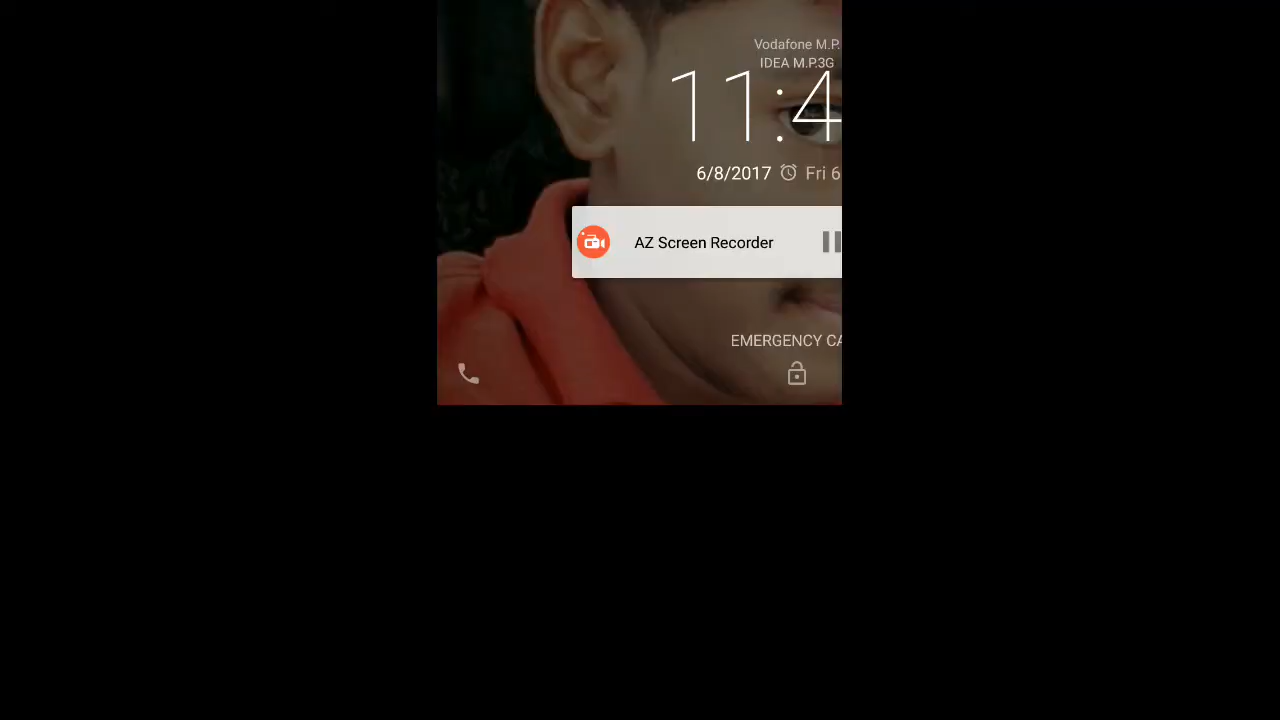 Vodafone M.P.
IDEA M.P.3G
11:4
6/8/2017 Fri 6
AZ Screen Recorder
EMERGENCY CA